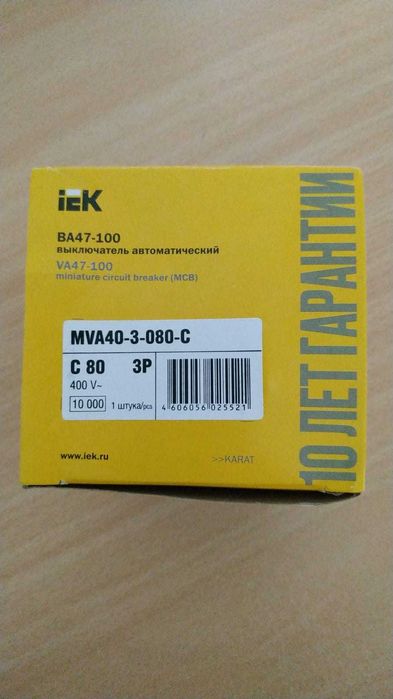 iEK
ВА47-100
выключатель автоматический
VA47-100
miniature circuit breaker (MCB)
MVA40-3-080-C
C 80 3P
400 V~
10 000 1 штука/pcs
4 606056 025521
www.iek.ru
>>KARAT
10 ЛЕТ ГАРАНТИИ